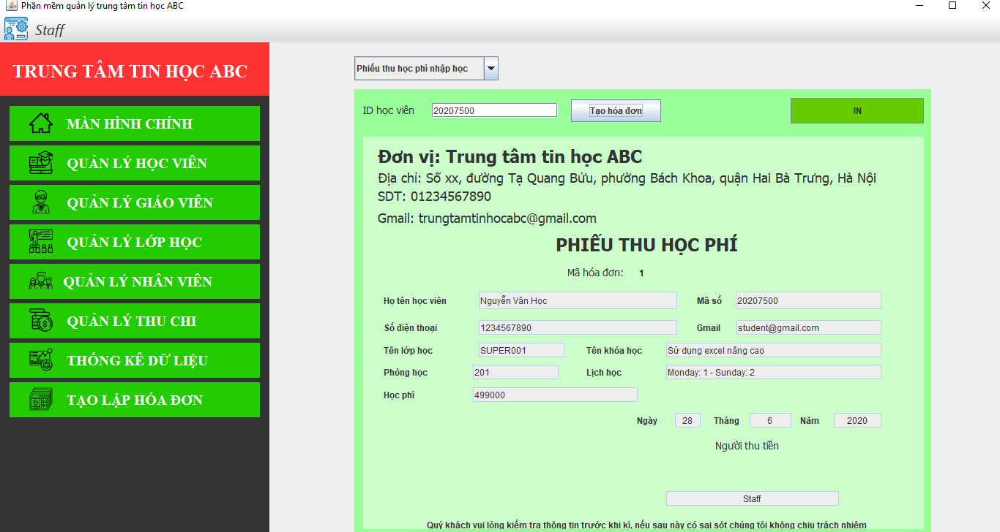 Phần mềm quản lý trung tâm tin học ABC
Staff
TRUNG TÂM TIN HỌC ABC
MÀN HÌNH CHÍNH
QUẢN LÝ HỌC VIÊN
QUẢN LÝ GIÁO VIÊN
QUẢN LÝ LỚP HỌC
QUẢN LÝ NHÂN VIÊN
QUẢN LÝ THU CHI
THỐNG KÊ DỮ LIỆU
TẠO LẬP HÓA ĐƠN
Phiếu thu học phí nhập học
ID học viên 20207500 Tạo hóa đơn IN
Đơn vị: Trung tâm tin học ABC
Địa chỉ: Số xx, đường Tạ Quang Bửu, phường Bách Khoa, quận Hai Bà Trưng, Hà Nội
SDT: 01234567890
Gmail: trungtamtinhocabc@gmail.com
PHIẾU THU HỌC PHÍ
Mã hóa đơn: 1
Họ tên học viên Nguyễn Văn Học Mã số 20207500
Số điện thoại 1234567890 Gmail student@gmail.com
Tên lớp học SUPER001 Tên khóa học Sử dụng excel nâng cao
Phòng học 201 Lịch học Monday: 1 - Sunday: 2
Học phí 499000
Ngày 28 Tháng 6 Năm 2020
Người thu tiền
Staff
Quý khách vui lòng kiểm tra thông tin trước khi kí, nếu sau này có sai sót chúng tôi không chịu trách nhiệm